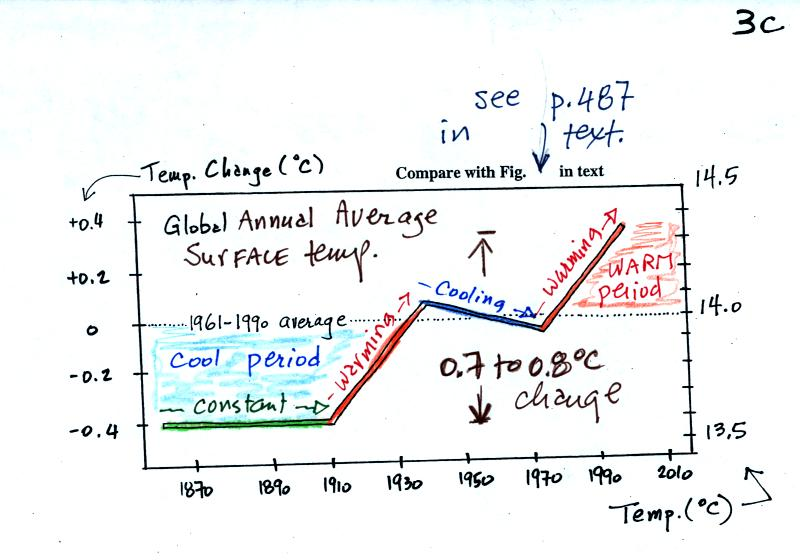 3c
see p.487
in text.
Temp. Change (°C)
Compare with Fig. in text
14.5
+0.4
Global Annual Average
SURFACE temp.
warming
+0.2
Cooling
WARM
period
14.0
0
1961-1990 average
cool period
warming
-0.2
0.7 to 0.8°C
change
constant
-0.4
13.5
1870 1890 1910 1930 1950 1970 1990 2010
Temp. (°C)